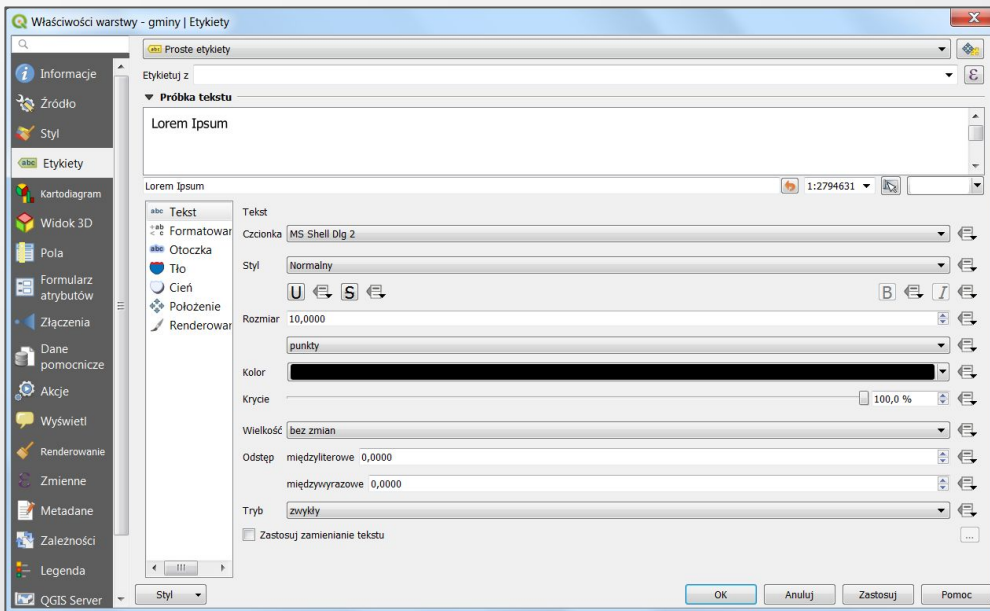 Właściwości warstwy - gminy | Etykiety
Informacje
Źródło
Styl
Etykiety
Kartodiagram
Widok 3D
Pola
Formularz
atrybutów
Złączenia
Dane
pomocnicze
Akcje
Wyświetl
Renderowanie
Zmienne
Metadane
Zależności
Legenda
QGIS Server
abc Proste etykiety
Etykietuj z
ε
Próbka tekstu
Lorem Ipsum
Lorem Ipsum
1:2794631
abc Tekst
+ab < c Formatowar
abc Otoczka
Tło
Cień
Położenie
Renderowar
Tekst
Czcionka MS Shell Dlg 2
Styl Normalny
U S B I
Rozmiar 10,0000
punkty
Kolor
Krycie 100,0 %
Wielkość bez zmian
Odstęp międzyliterowe 0,0000
międzywyrazowe 0,0000
Tryb zwykły
Zastosuj zamienianie tekstu ...
Styl OK Anuluj Zastosuj Pomoc